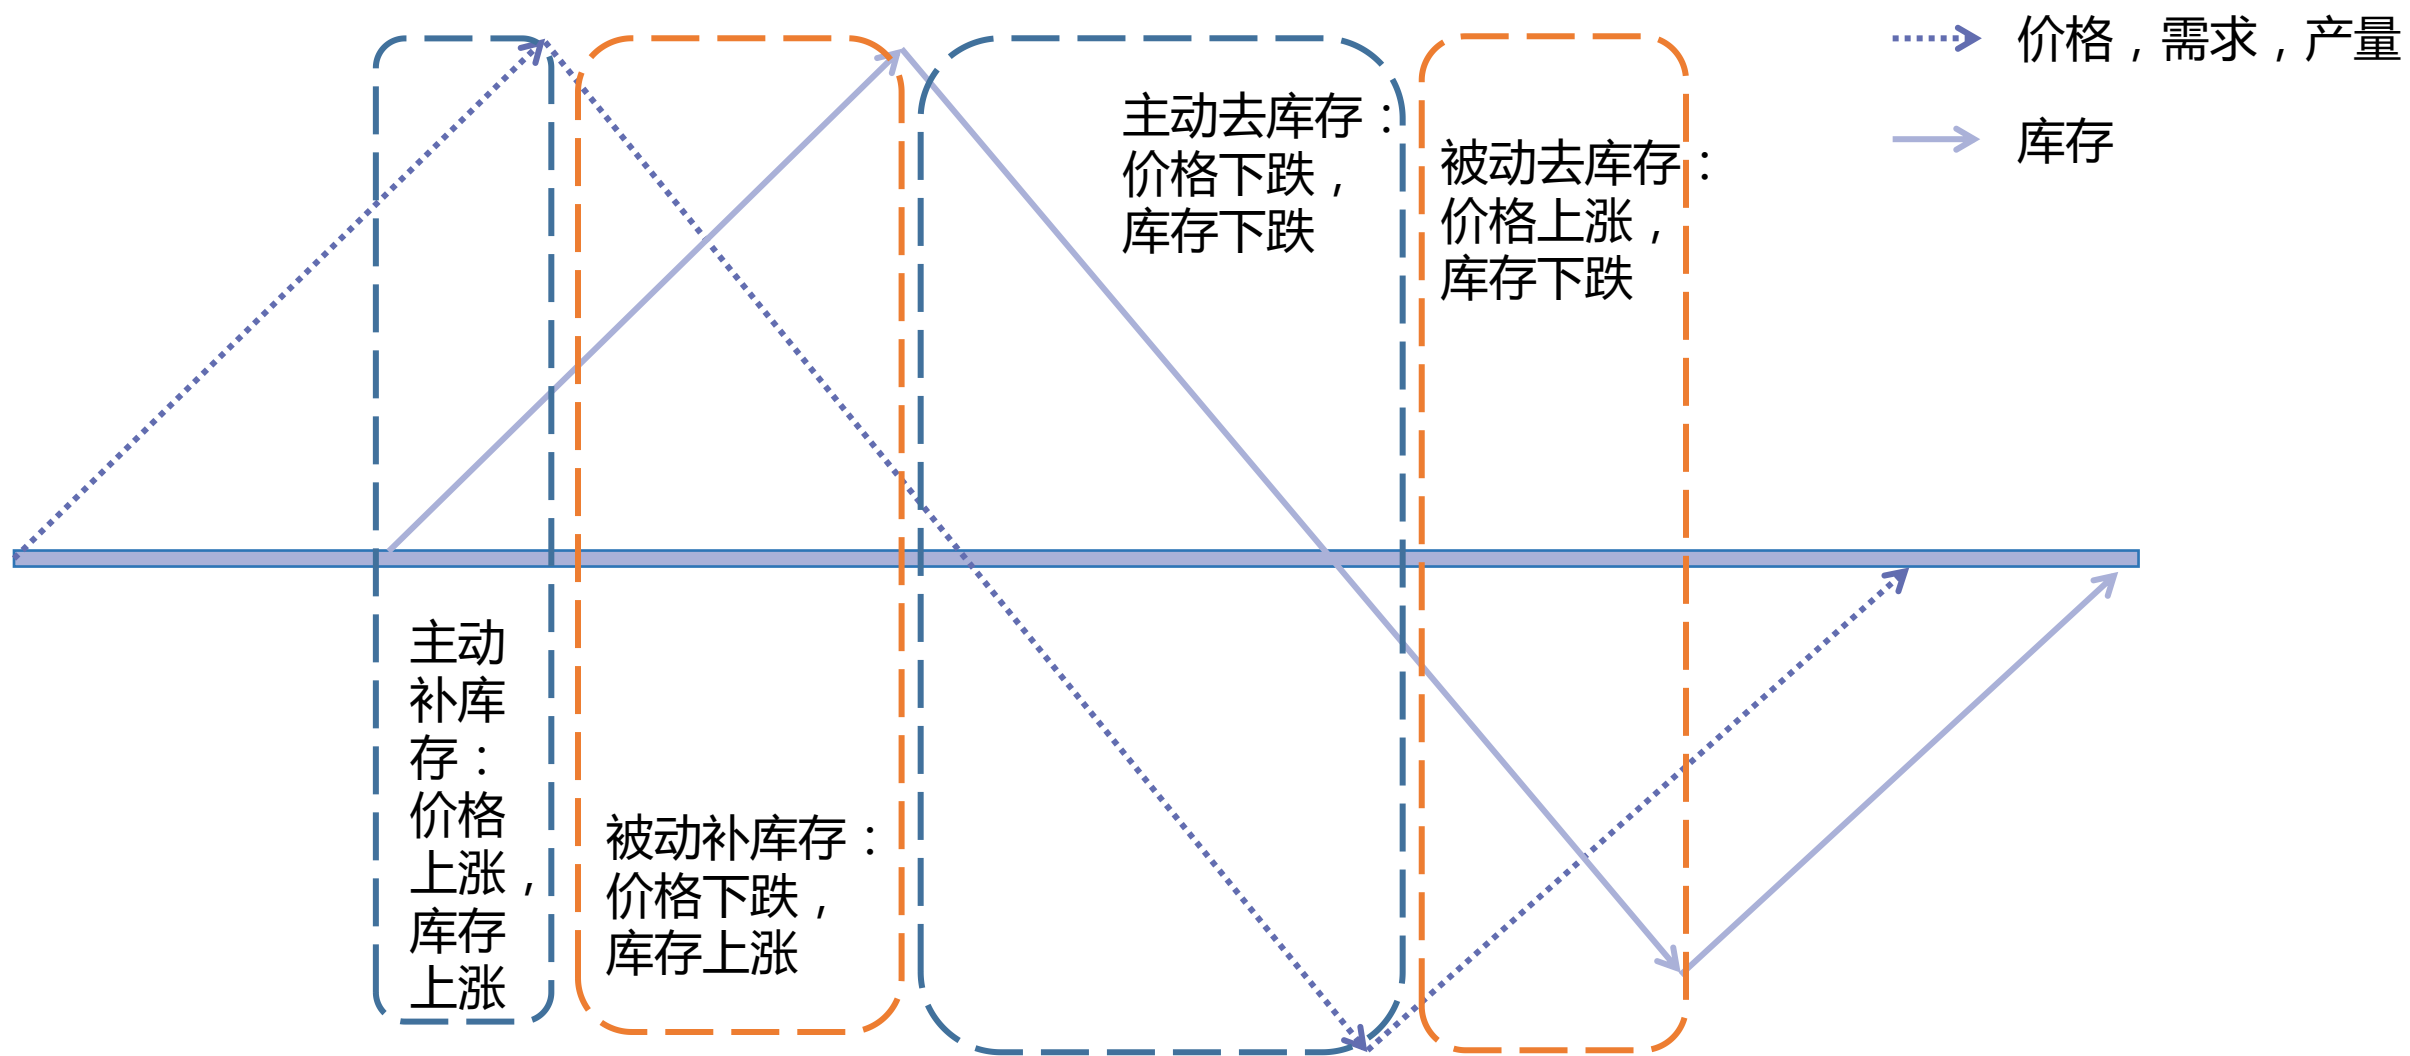 价格，需求，产量
库存
主动去库存：
价格下跌，
库存下跌
被动去库存：
价格上涨，
库存下跌
主动
补库
存：
价格
上涨，
库存
上涨
被动补库存：
价格下跌，
库存上涨